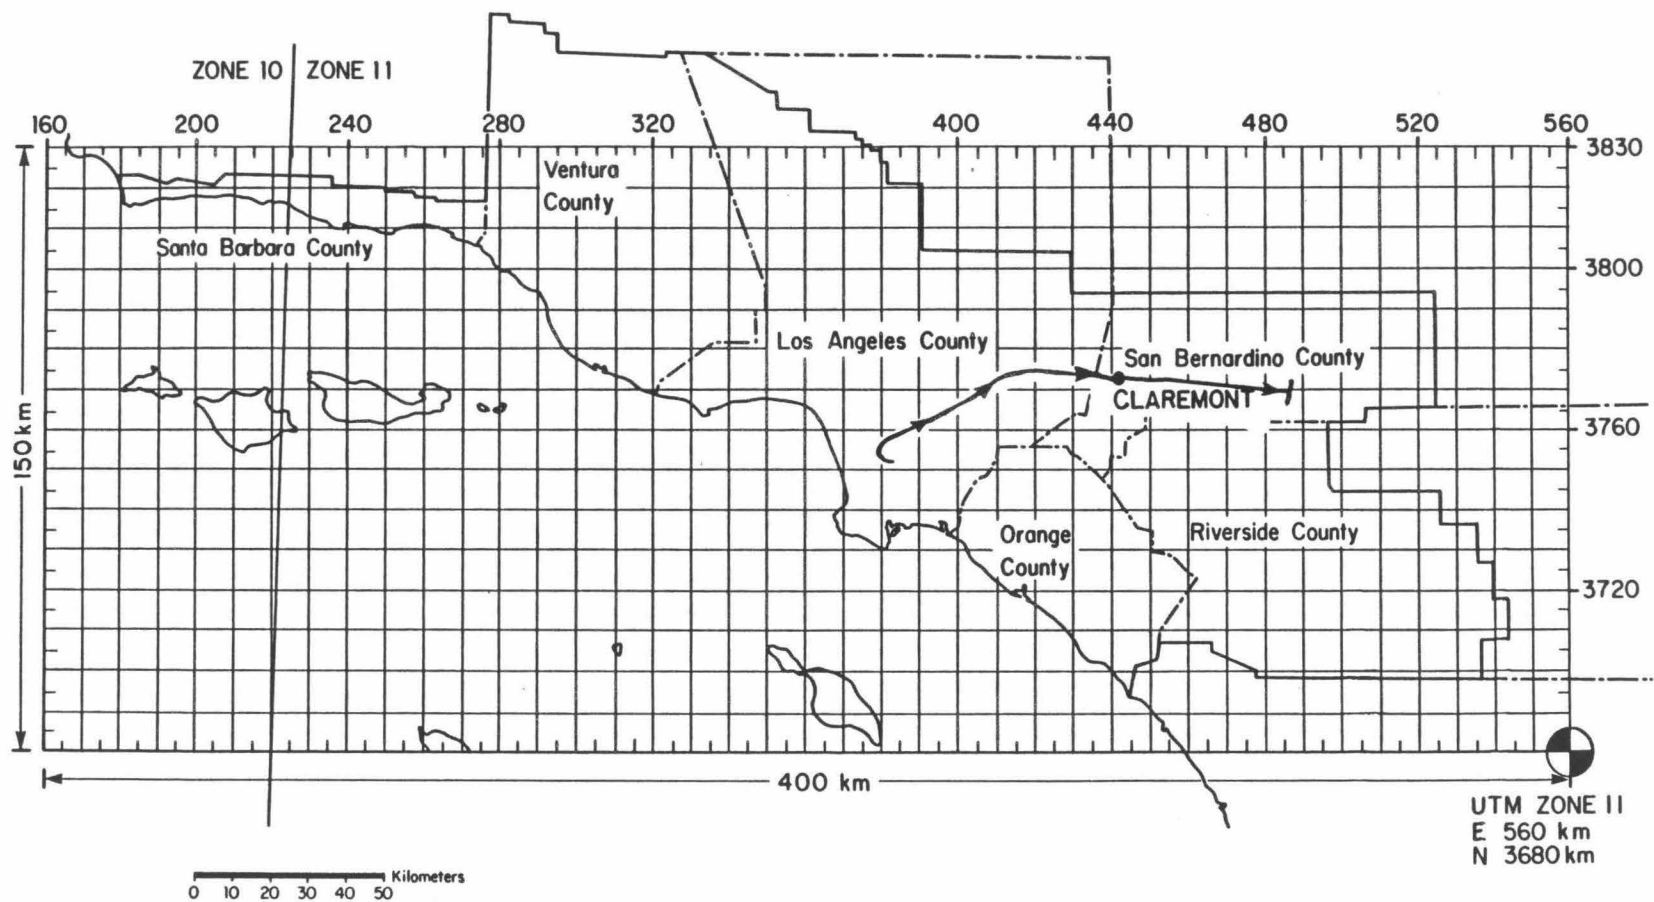 ZONE 10 ZONE 11
160 200 240 280 320 400 440 480 520 560
3830
Ventura
County
Santa Barbara County
3800
Los Angeles County
San Bernardino County
CLAREMONT
3760
150 km
Orange
County
Riverside County
3720
400 km
UTM ZONE 11
E 560 km
N 3680 km
Kilometers
0 10 20 30 40 50